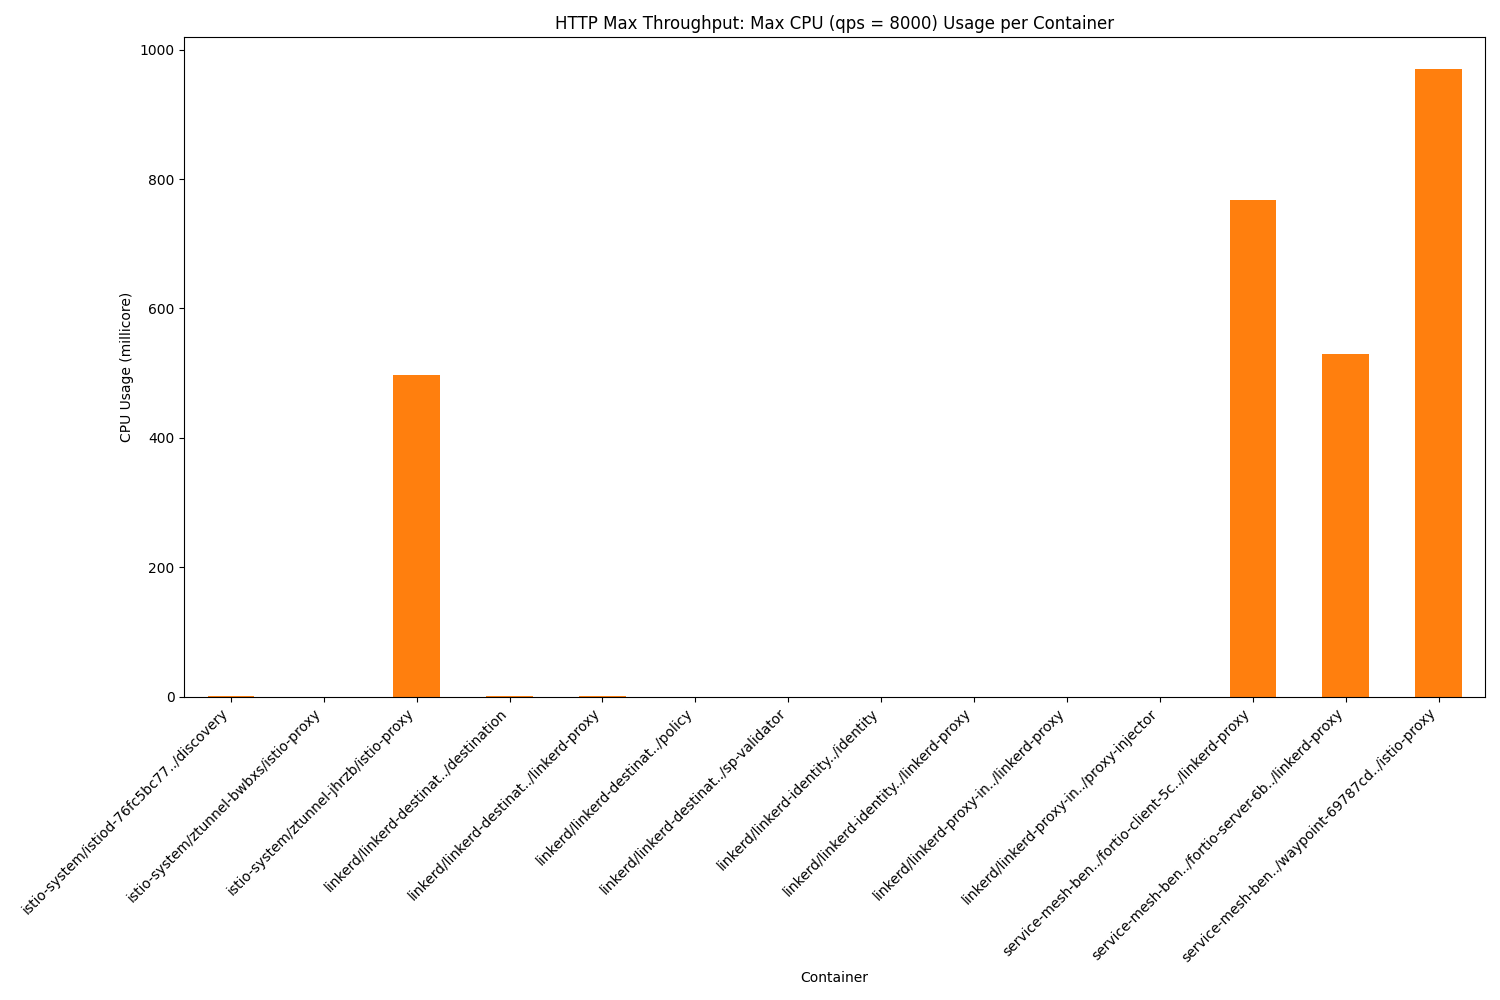 HTTP Max Throughput: Max CPU (qps = 8000) Usage per Container
CPU Usage (millicore)
1000
800
600
400
200
0
istio-system/istiod-76fc5bc77../discovery
istio-system/ztunnel-bwbxs/istio-proxy
istio-system/ztunnel-jhrzb/istio-proxy
linkerd/linkerd-destinat../destination
linkerd/linkerd-destinat../linkerd-proxy
linkerd/linkerd-destinat../policy
linkerd/linkerd-destinat../sp-validator
linkerd/linkerd-identity../identity
linkerd/linkerd-identity../linkerd-proxy
linkerd/linkerd-proxy-in../linkerd-proxy
linkerd/linkerd-proxy-in../proxy-injector
service-mesh-ben../fortio-client-5c../linkerd-proxy
service-mesh-ben../fortio-server-6b../linkerd-proxy
service-mesh-ben../waypoint-69787cd../istio-proxy
Container